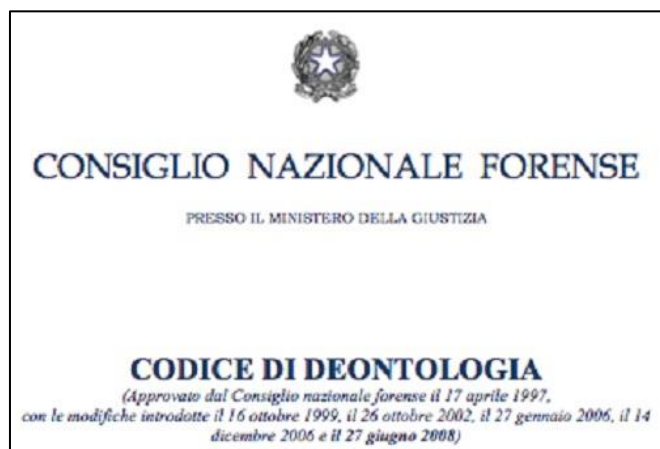 CONSIGLIO NAZIONALE FORENSE
PRESSO IL MINISTERO DELLA GIUSTIZIA
CODICE DI DEONTOLOGIA
(Approvato dal Consiglio nazionale forense il 17 aprile 1997,
con le modifiche introdotte il 16 ottobre 1999, il 26 ottobre 2002, il 27 gennaio 2006, il 14
dicembre 2006 e il 27 giugno 2008)